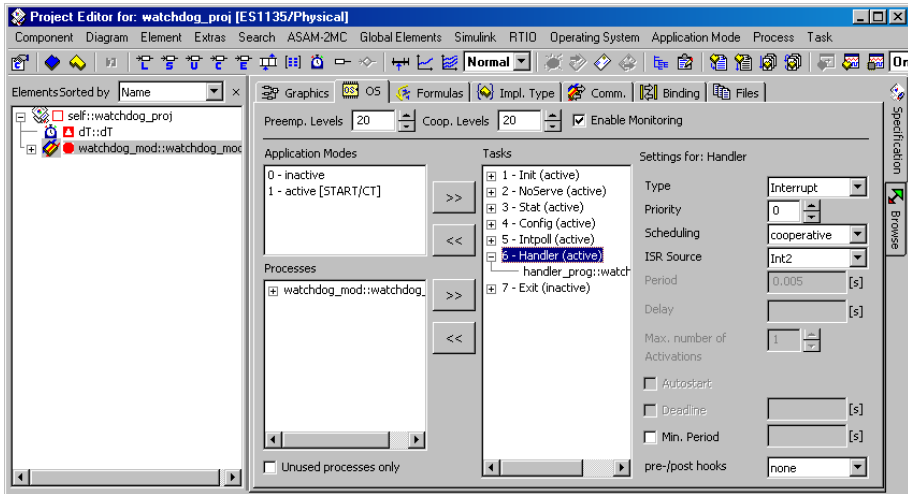 Project Editor for: watchdog_proj [ES1135/Physical]
Component Diagram Element Extras Search ASAM-2MC Global Elements Simulink RTIO Operating System Application Mode Process Task
Normal
ElementsSorted by Name
self::watchdog_proj
dT::dT
watchdog_mod::watchdog_mod
Graphics OS Formulas Impl. Type Comm. Binding Files
Preemp. Levels 20 Coop. Levels 20 Enable Monitoring
Application Modes
0 - inactive
1 - active [START/CT]
>>
<<
Processes
watchdog_mod::watchdog_
>>
<<
Unused processes only
Tasks
1 - Init (active)
2 - NoServe (active)
3 - Stat (active)
4 - Config (active)
5 - Intpoll (active)
6 - Handler (active)
handler_prog::watch
7 - Exit (inactive)
Settings for: Handler
Type Interrupt
Priority 0
Scheduling cooperative
ISR Source Int2
Period 0.005 [s]
Delay [s]
Max. number of
Activations 1
Autostart
Deadline [s]
Min. Period [s]
pre-/post hooks none
Specification
Browse